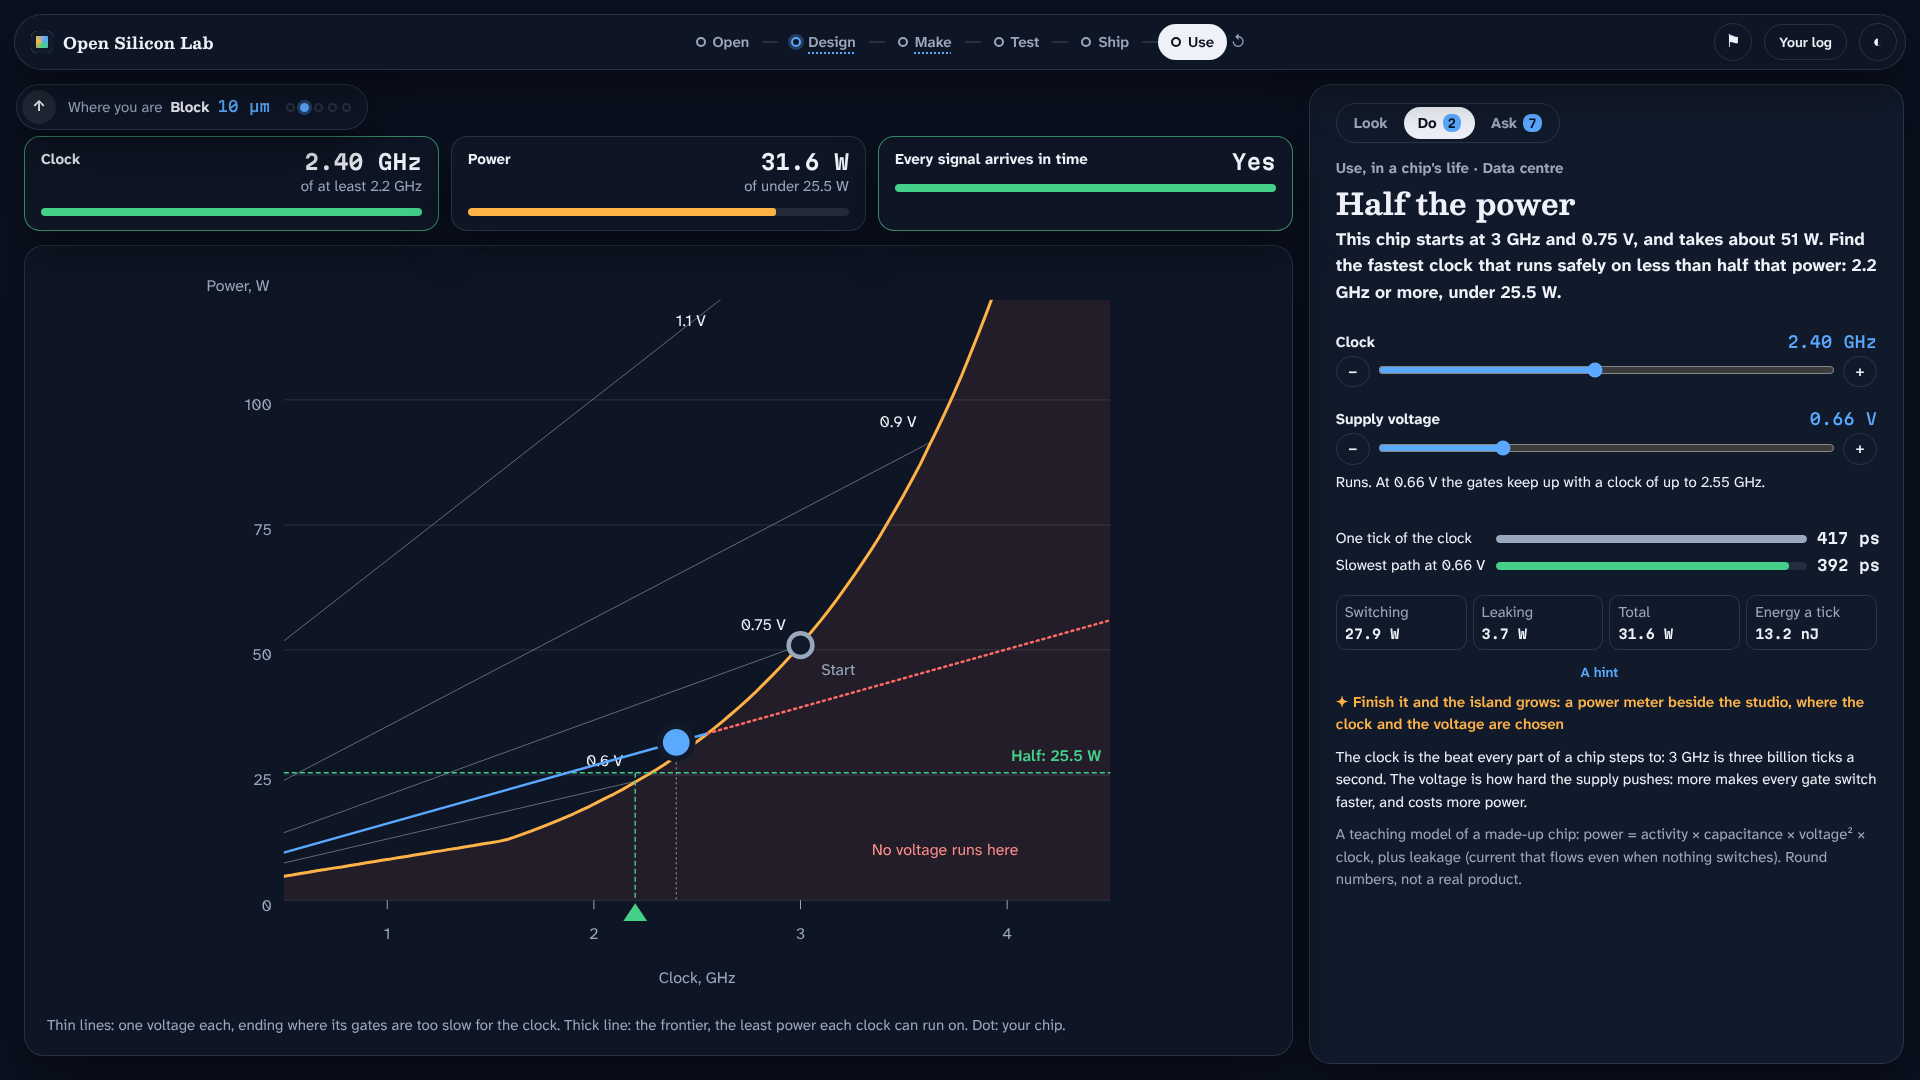 Open Silicon Lab
Open
Design
Make
Test
Ship
Use
Your log
Where you are Block 10 µm
Clock
2.40 GHz
of at least 2.2 GHz
Power
31.6 W
of under 25.5 W
Every signal arrives in time
Yes
Power, W
1.1 V
0.9 V
0.75 V
0.6 V
Start
Half: 25.5 W
No voltage runs here
100
75
50
25
0
1
2
3
4
Clock, GHz
Thin lines: one voltage each, ending where its gates are too slow for the clock. Thick line: the frontier, the least power each clock can run on. Dot: your chip.
Look
Do 2
Ask 7
Use, in a chip's life · Data centre
Half the power
This chip starts at 3 GHz and 0.75 V, and takes about 51 W. Find
the fastest clock that runs safely on less than half that power: 2.2
GHz or more, under 25.5 W.
Clock
2.40 GHz
−
+
Supply voltage
0.66 V
−
+
Runs. At 0.66 V the gates keep up with a clock of up to 2.55 GHz.
One tick of the clock
417 ps
Slowest path at 0.66 V
392 ps
Switching
27.9 W
Leaking
3.7 W
Total
31.6 W
Energy a tick
13.2 nJ
A hint
✦ Finish it and the island grows: a power meter beside the studio, where the
clock and the voltage are chosen
The clock is the beat every part of a chip steps to: 3 GHz is three billion ticks a
second. The voltage is how hard the supply pushes: more makes every gate switch
faster, and costs more power.
A teaching model of a made-up chip: power = activity × capacitance × voltage² ×
clock, plus leakage (current that flows even when nothing switches). Round
numbers, not a real product.